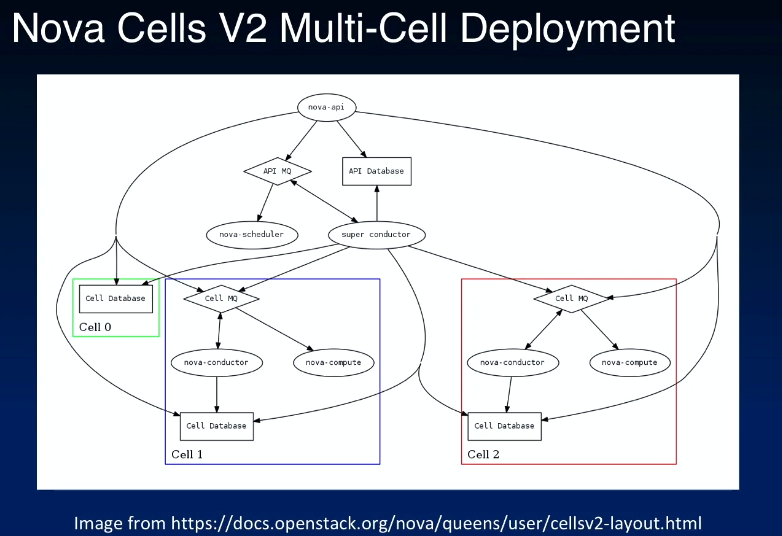 Nova Cells V2 Multi-Cell Deployment
nova-api
API MQ
API Database
nova-scheduler
super conductor
Cell Database
Cell 0
Cell MQ
Cell MQ
nova-conductor
nova-compute
nova-conductor
nova-compute
Cell Database
Cell Database
Cell 1
Cell 2
Image from https://docs.openstack.org/nova/queens/user/cellsv2-layout.html